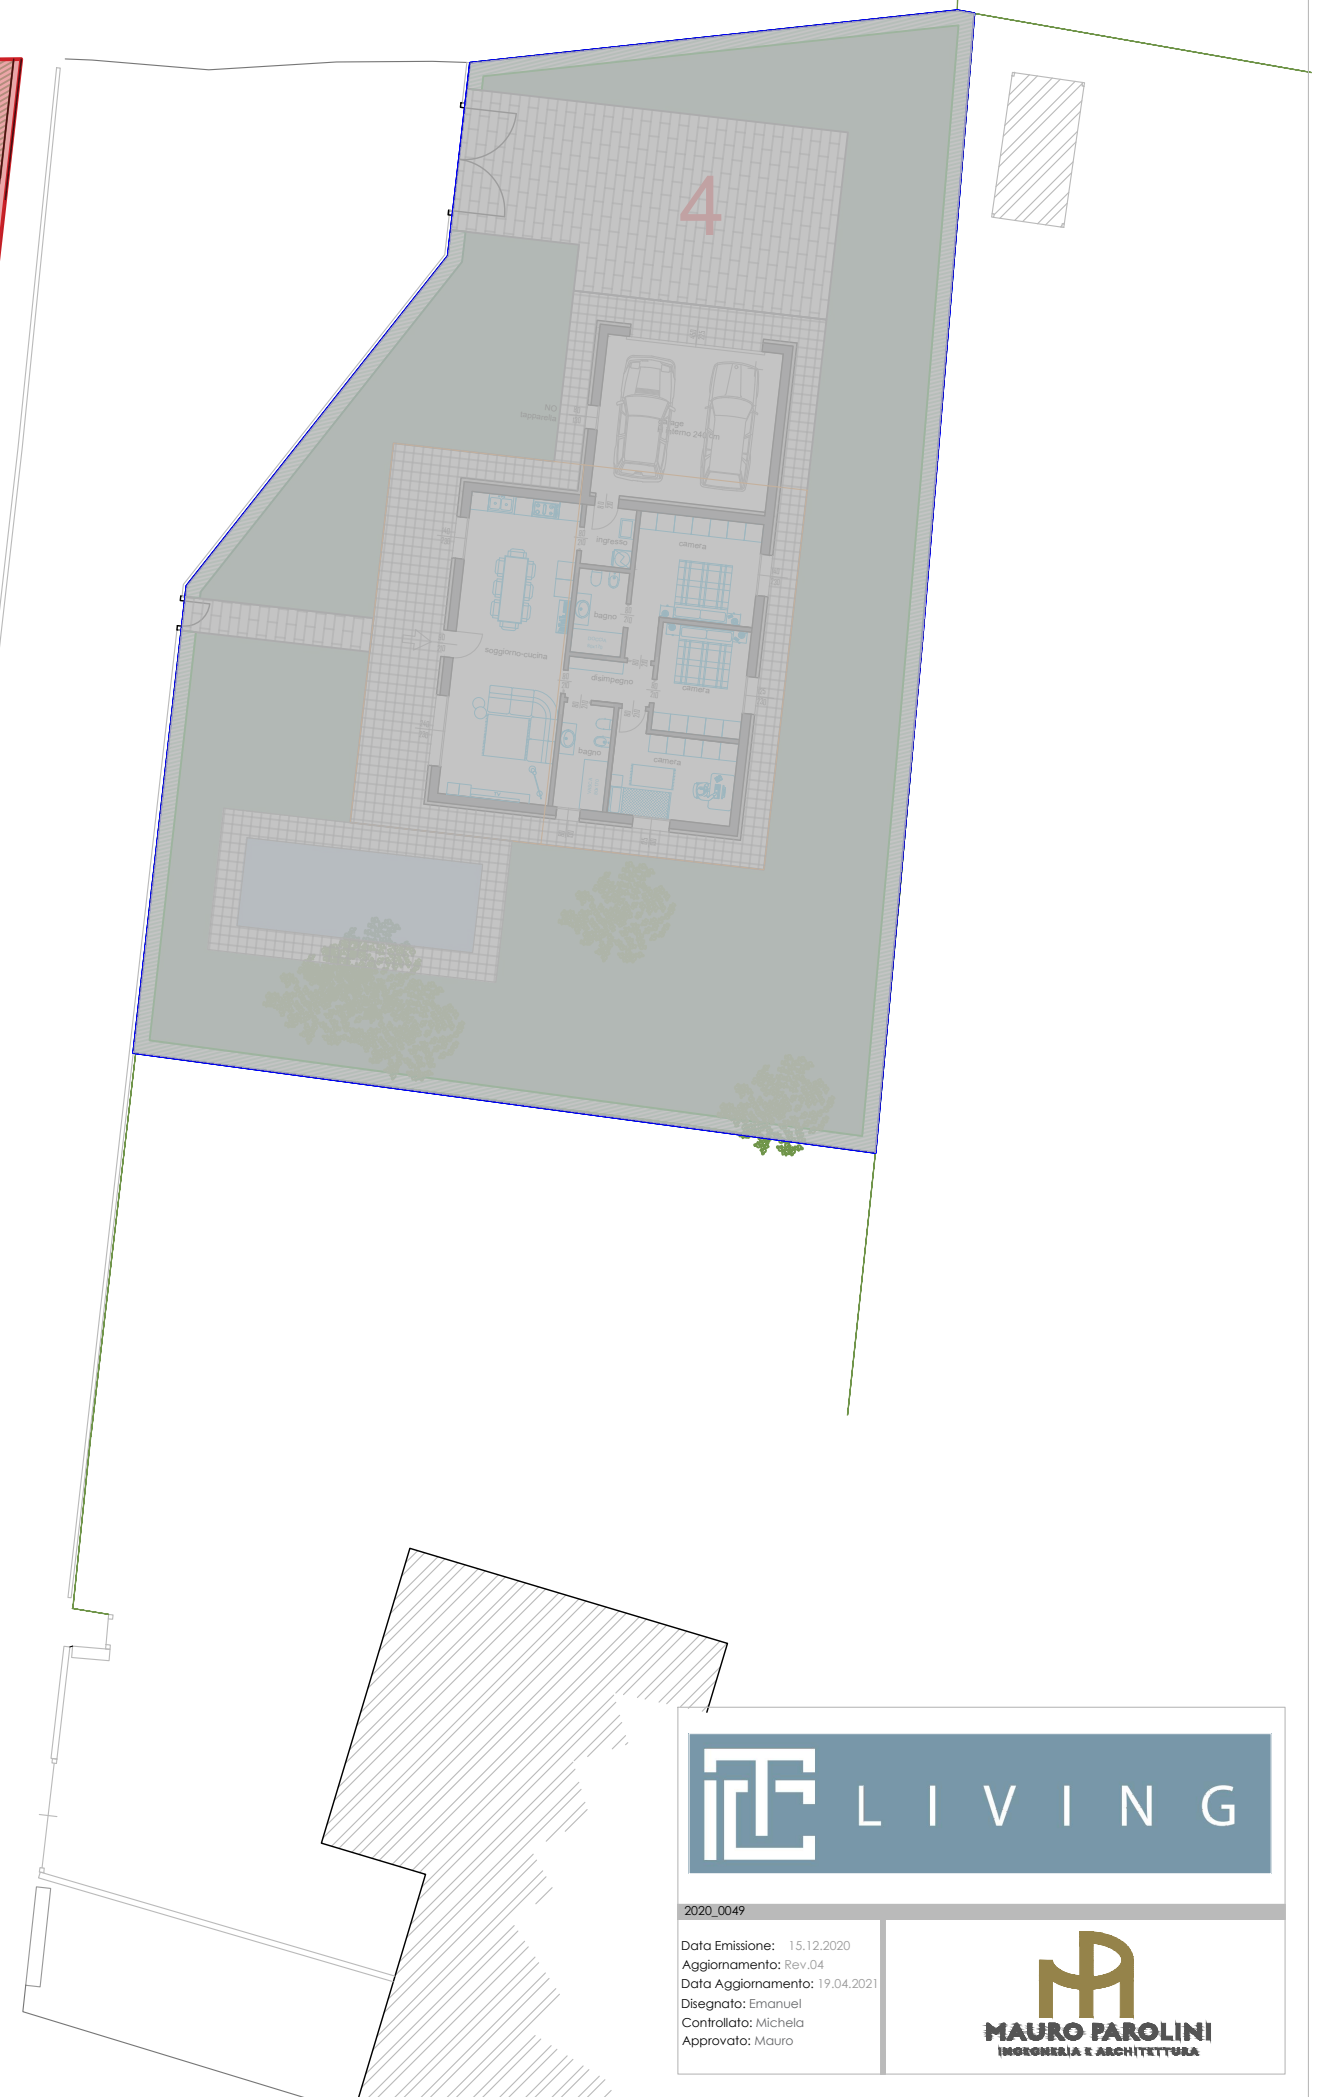 4
NO
ingresso
camera
bagno
soggiorno-cucina
disimpegno
camera
bagno
camera
LIVING
2020_0049
Data Emissione: 15.12.2020
Aggiornamento: Rev.04
Data Aggiornamento: 19.04.2021
Disegnato: Emanuel
Controllato: Michela
Approvato: Mauro
MAURO PAROLINI
INGEGNERIA E ARCHITETTURA